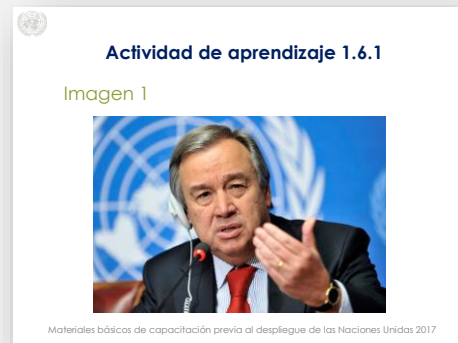 Actividad de aprendizaje 1.6.1
Imagen 1
Materiales básicos de capacitación previa al despliegue de las Naciones Unidas 2017